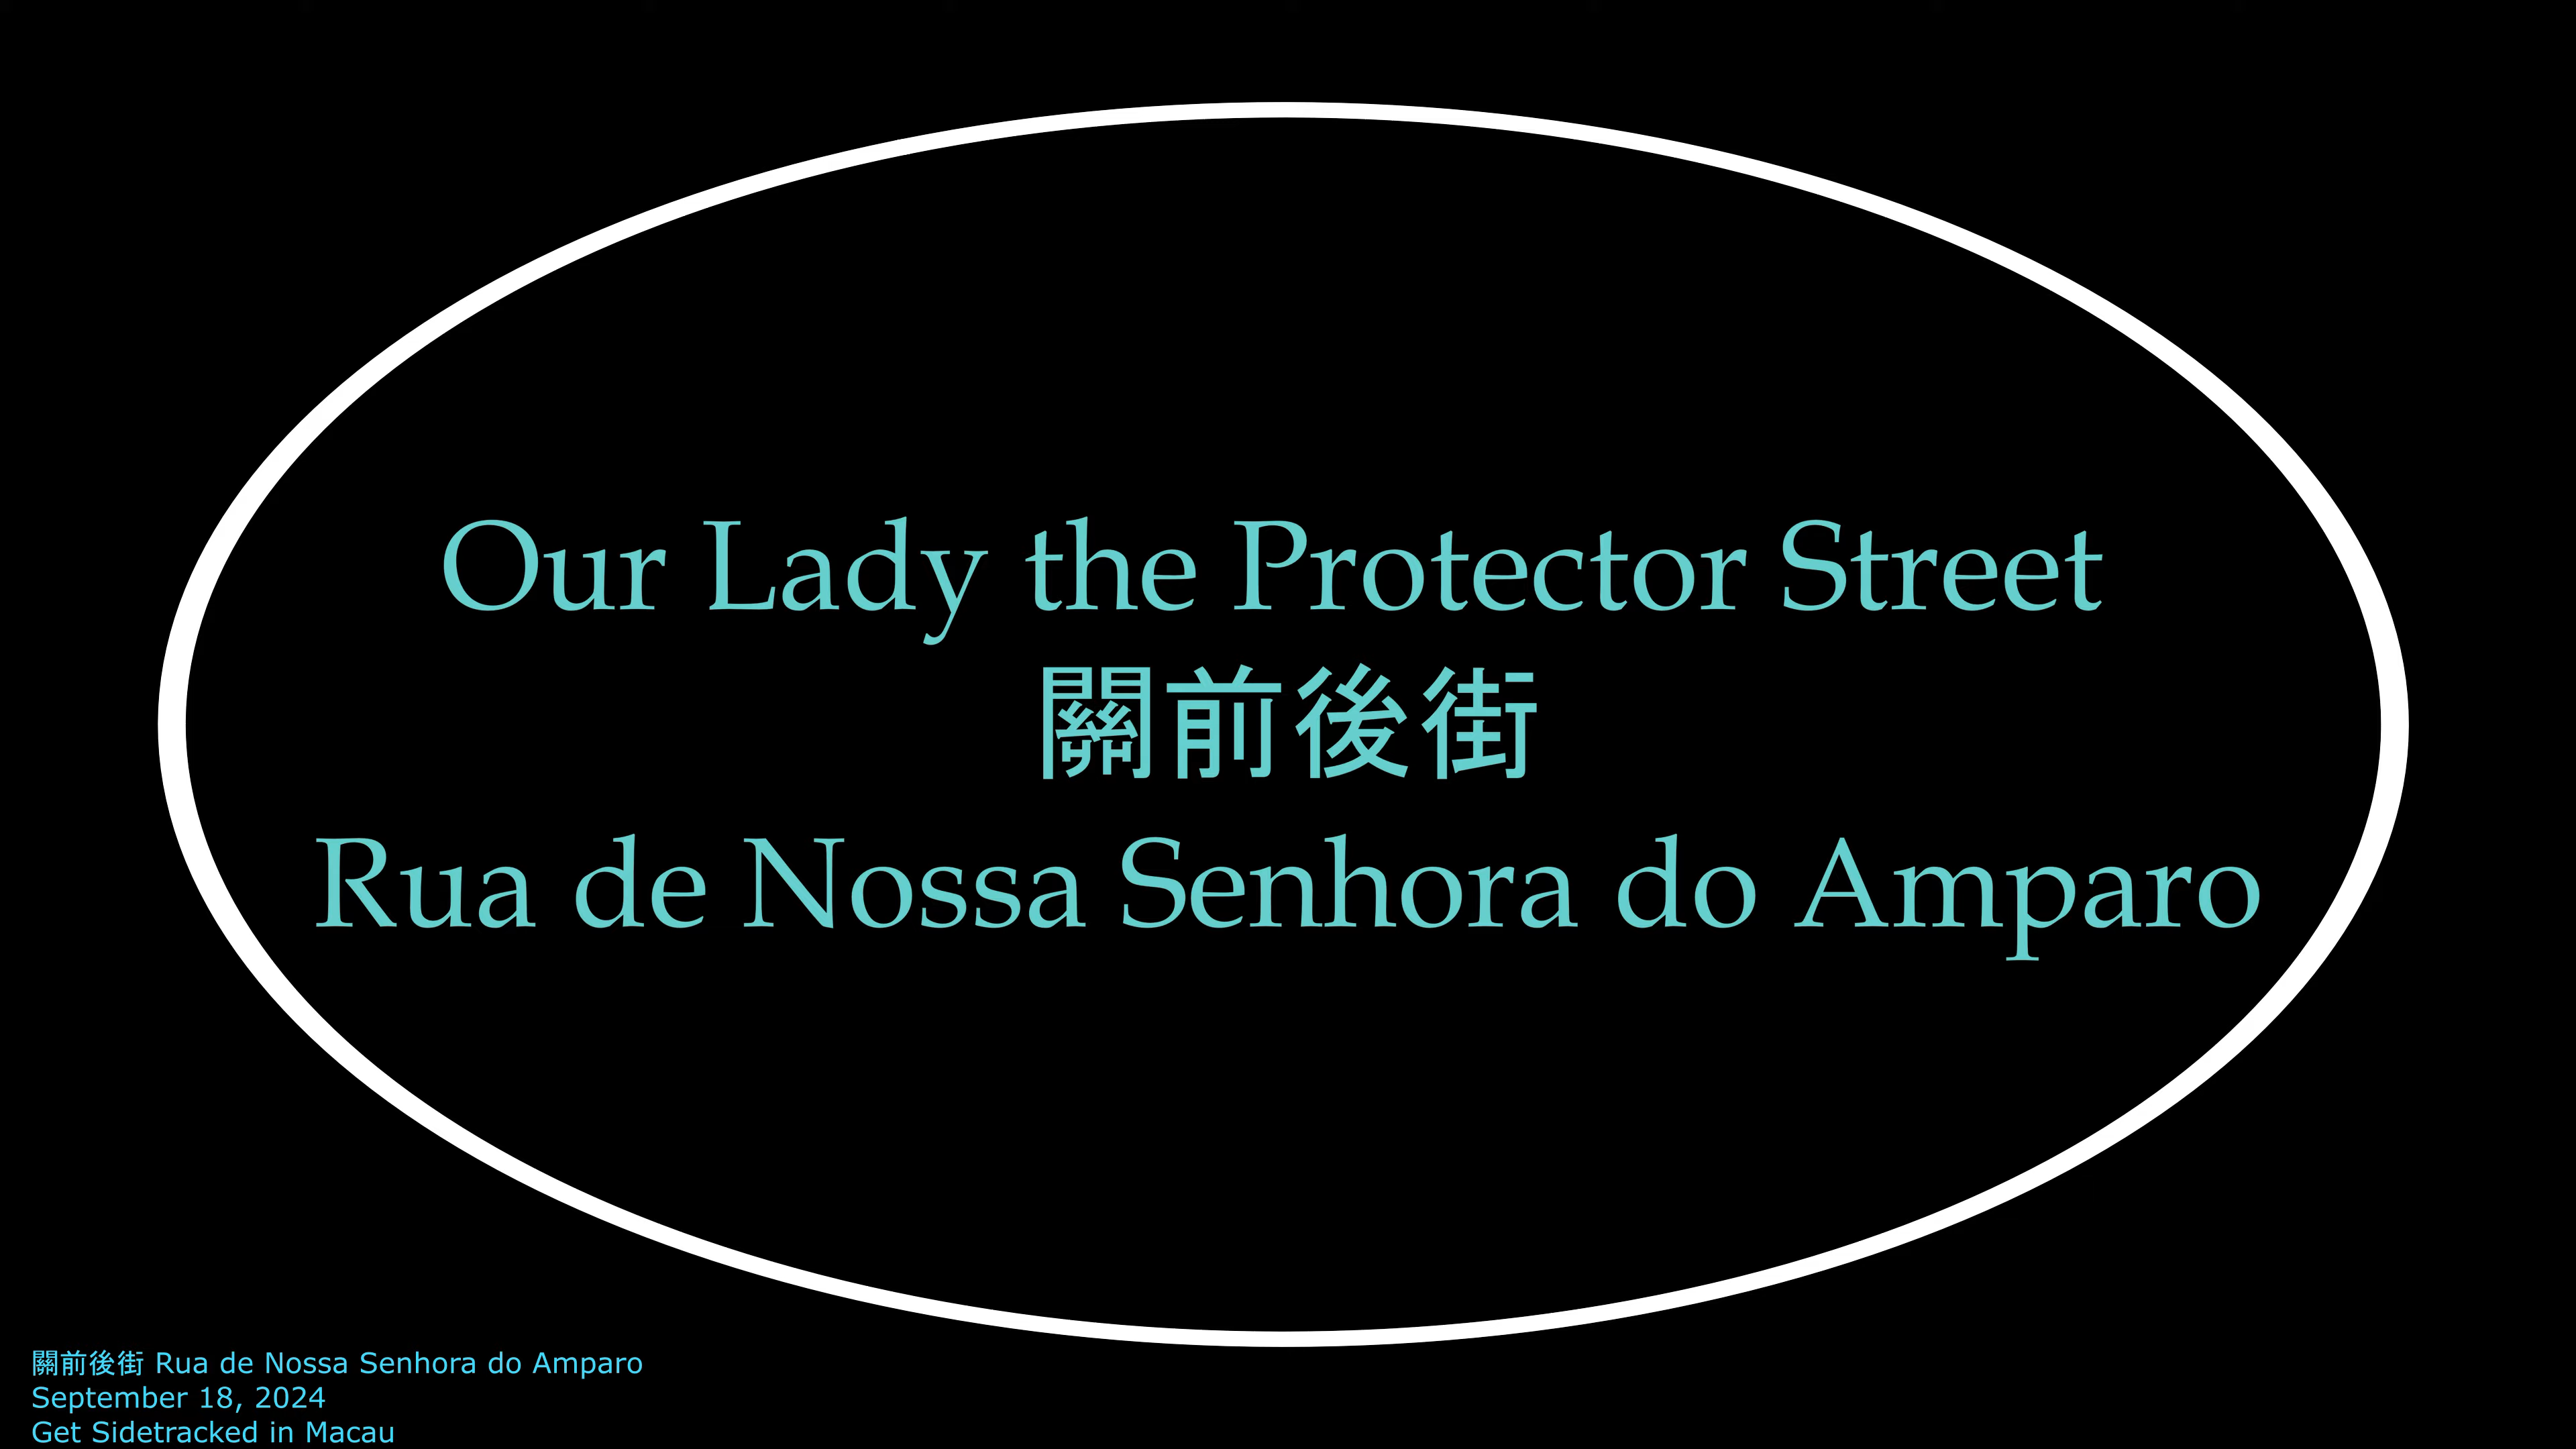 Our Lady the Protector Street
關前後街
Rua de Nossa Senhora do Amparo
關前後街 Rua de Nossa Senhora do Amparo
September 18, 2024
Get Sidetracked in Macau